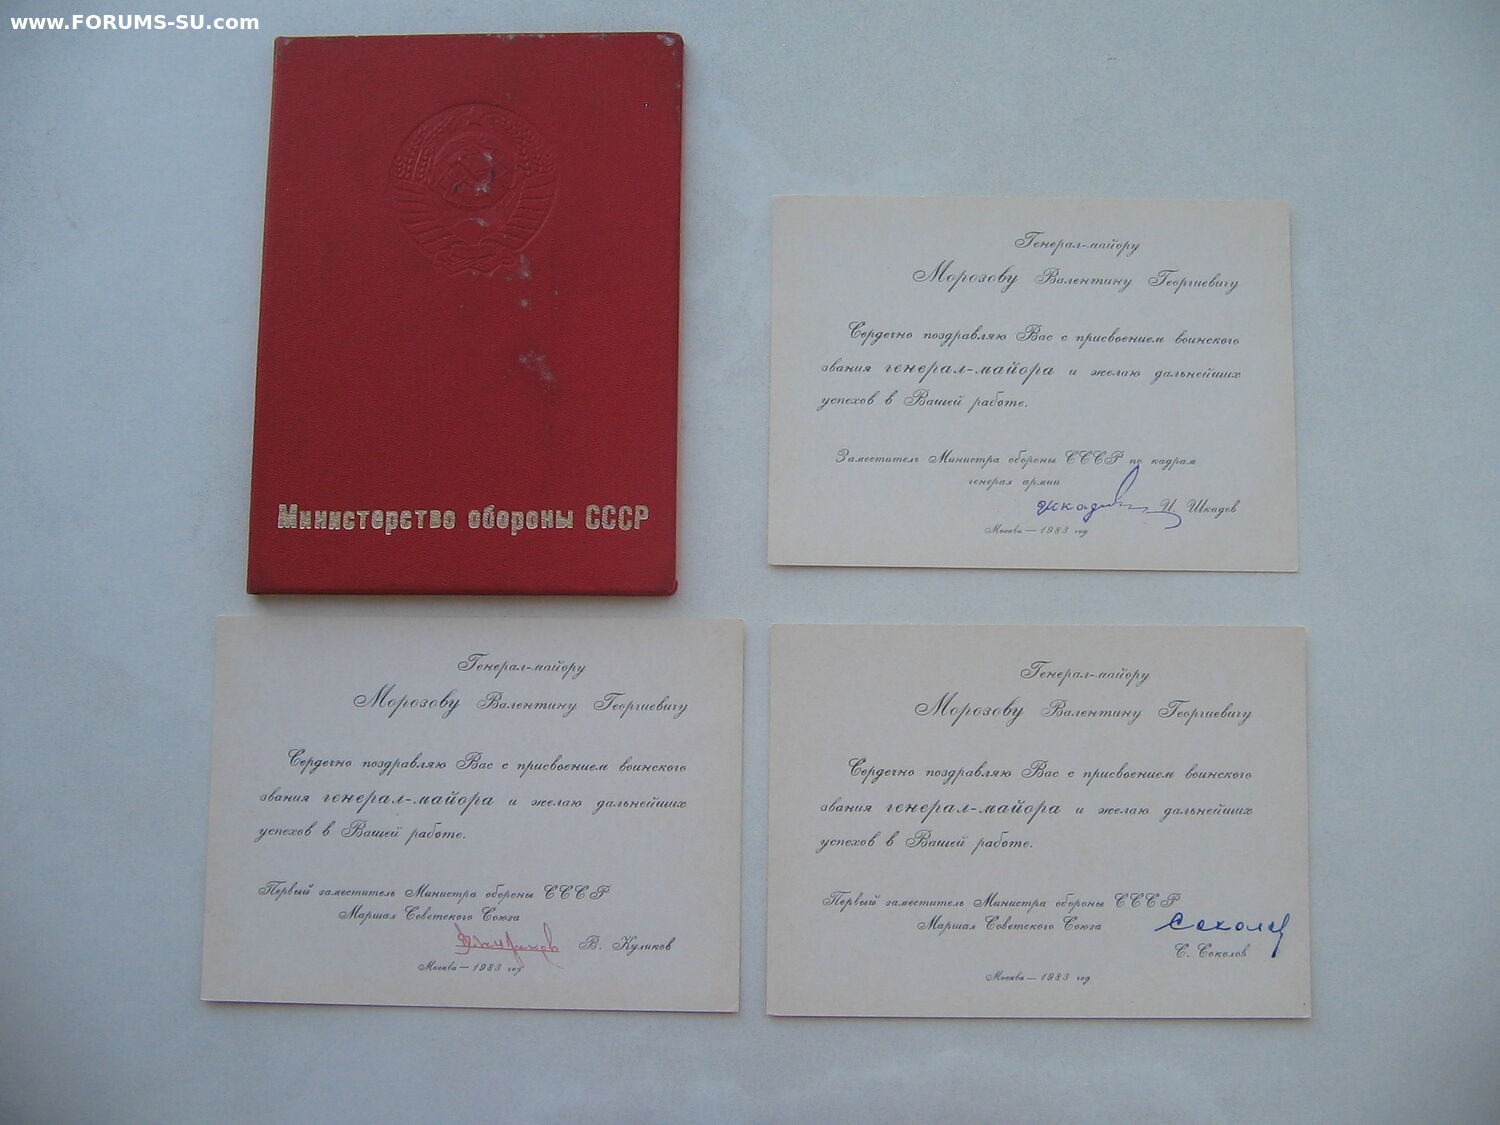 www.FORUMS-SU.com
Министерство обороны СССР
Генерал-майору
Морозову Валентину Георгиевичу
Сердечно поздравляю Вас с присвоением воинского
звания генерал-майора и желаю дальнейших
успехов в Вашей работе.
Заместитель Министра обороны СССР по кадрам
генерал армии
Шкадов И. Шкадов
Москва — 1983 год
Генерал-майору
Морозову Валентину Георгиевичу
Сердечно поздравляю Вас с присвоением воинского
звания генерал-майора и желаю дальнейших
успехов в Вашей работе.
Первый заместитель Министра обороны СССР
Маршал Советского Союза
В. Куликов
Москва — 1983 год
Генерал-майору
Морозову Валентину Георгиевичу
Сердечно поздравляю Вас с присвоением воинского
звания генерал-майора и желаю дальнейших
успехов в Вашей работе.
Первый заместитель Министра обороны СССР
Маршал Советского Союза
Соколов
С. Соколов
Москва — 1983 год